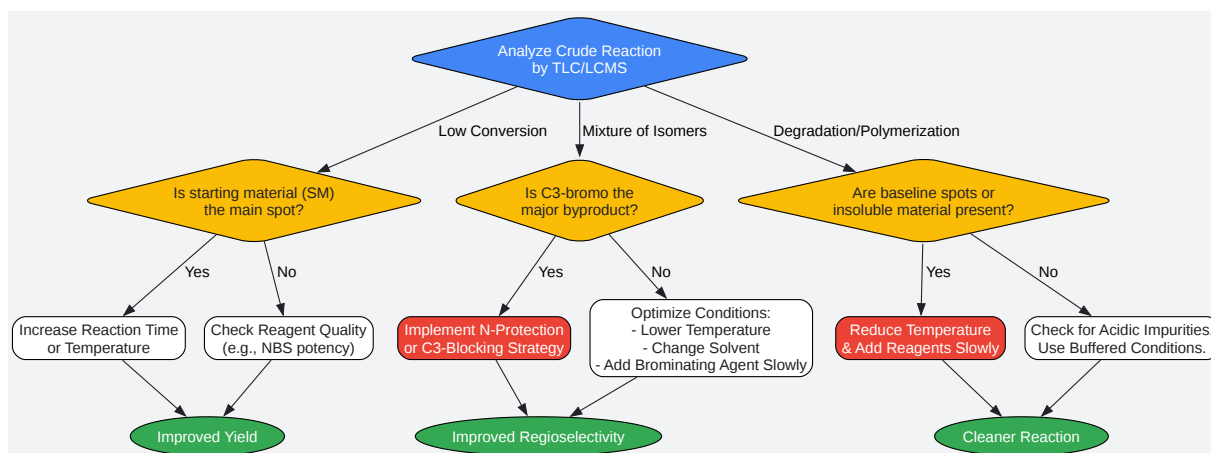 Analyze Crude Reaction
by TLC/LCMS
Low Conversion
Mixture of Isomers
Degradation/Polymerization
Is starting material (SM)
the main spot?
Is C3-bromo the
major byproduct?
Are baseline spots or
insoluble material present?
Yes
No
Yes
No
Yes
No
Increase Reaction Time
or Temperature
Check Reagent Quality
(e.g., NBS potency)
Implement N-Protection
or C3-Blocking Strategy
Optimize Conditions:
- Lower Temperature
- Change Solvent
- Add Brominating Agent Slowly
Reduce Temperature
& Add Reagents Slowly
Check for Acidic Impurities.
Use Buffered Conditions.
Improved Yield
Improved Regioselectivity
Cleaner Reaction